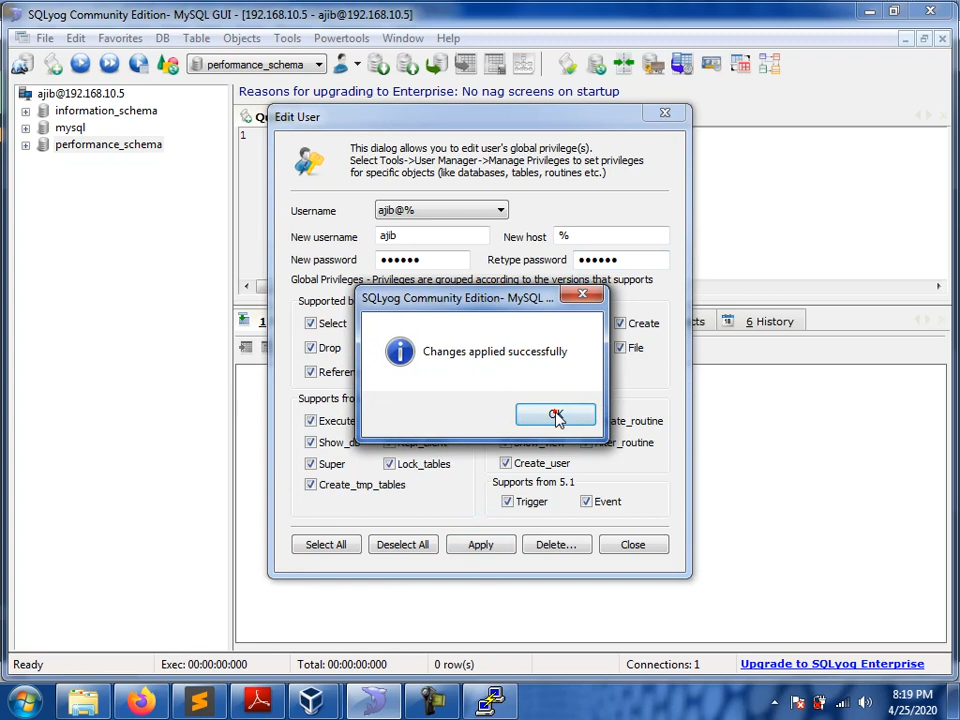 SQLyog Community Edition- MySQL GUI - [192.168.10.5 - ajib@192.168.10.5]
File Edit Favorites DB Table Objects Tools Powertools Window Help
performance_schema
ajib@192.168.10.5
information_schema
mysql
performance_schema
Reasons for upgrading to Enterprise: No nag screens on startup
1
Edit User
This dialog allows you to edit user's global privilege(s).
Select Tools->User Manager->Manage Privileges to set privileges
for specific objects (like databases, tables, routines etc.)
Username ajib@%
New username ajib New host %
New password ●●●●●● Retype password ●●●●●●
Global Privileges - Privileges are grouped according to the versions that supports
SQLyog Community Edition- MySQL ...
Changes applied successfully
OK
Select Create
Drop File
Execute
Super Lock_tables Create_user
Create_tmp_tables
Supports from 5.1
Trigger Event
Select All Deselect All Apply Delete... Close
1 6 History
Ready Exec: 00:00:00:000 Total: 00:00:00:000 0 row(s) Connections: 1 Upgrade to SQLyog Enterprise
8:19 PM
4/25/2020